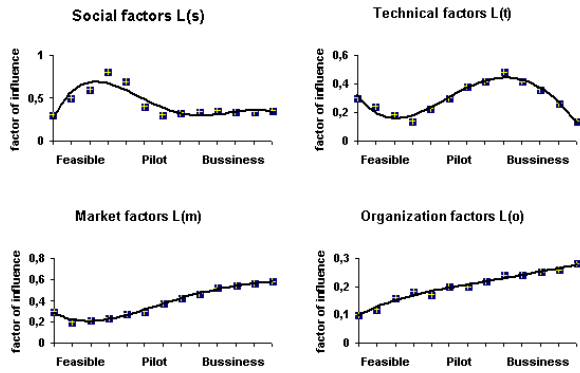 Social factors L(s)
factor of influence
1
0,5
0
Feasible Pilot Bussiness
Technical factors L(t)
factor of influence
0,6
0,4
0,2
0
Feasible Pilot Bussiness
Market factors L(m)
factor of influence
0,8
0,6
0,4
0,2
0
Feasible Pilot Bussiness
Organization factors L(o)
factor of influence
0,3
0,2
0,1
0
Feasible Pilot Bussiness